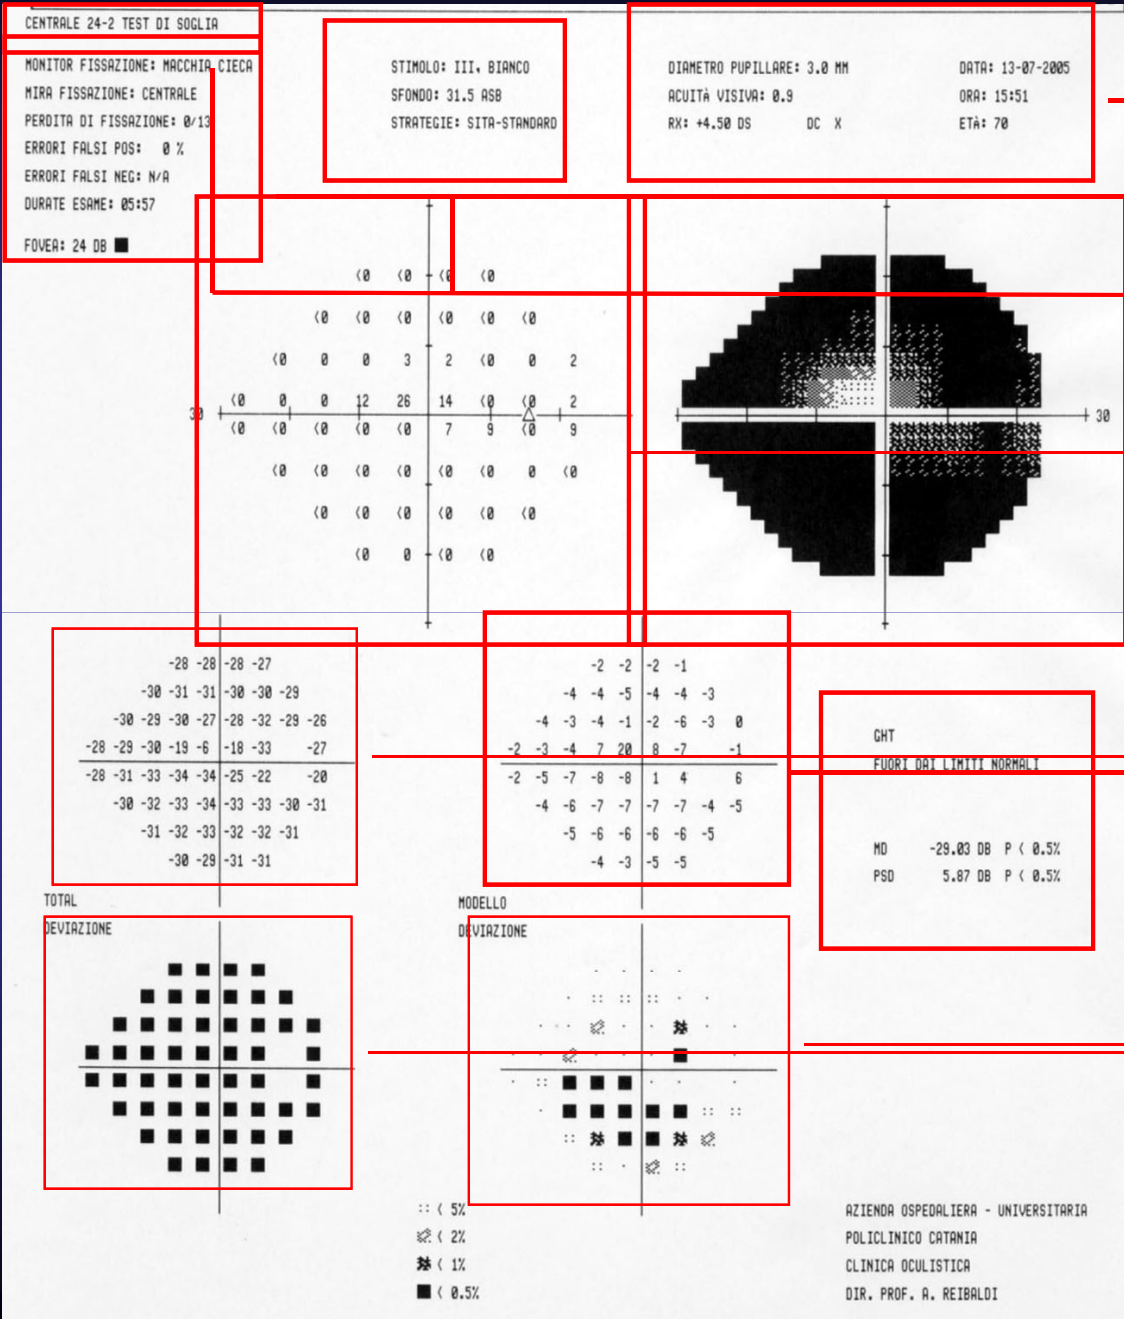 CENTRALE 24-2 TEST DI SOGLIA
MONITOR FISSAZIONE: MACCHIA CIECA
MIRA FISSAZIONE: CENTRALE
PERDITA DI FISSAZIONE: 0/13
ERRORI FALSI POS: 0 %
ERRORI FALSI NEG: N/A
DURATE ESAME: 05:57
FOVEA: 24 DB
STIMOLO: III, BIANCO
SFONDO: 31.5 ASB
STRATEGIE: SITA-STANDARD
DIAMETRO PUPILLARE: 3.0 MM
ACUITÀ VISIVA: 0.9
RX: +4.50 DS DC X
DATA: 13-07-2005
ORA: 15:51
ETÀ: 70
<0 <0 <0 <0
<0 <0 <0 <0 <0 <0
<0 0 0 3 2 <0 0 2
<0 0 0 12 26 14 <0 <0 2
30
<0 <0 <0 <0 <0 7 9 <0 9
<0 <0 <0 <0 <0 <0 0 <0
<0 <0 <0 <0 <0 <0
<0 0 <0 <0
30
-28 -28 -28 -27
-30 -31 -31 -30 -30 -29
-30 -29 -30 -27 -28 -32 -29 -26
-28 -29 -30 -19 -6 -18 -33 -27
-28 -31 -33 -34 -34 -25 -22 -20
-30 -32 -33 -34 -33 -33 -30 -31
-31 -32 -33 -32 -32 -31
-30 -29 -31 -31
TOTAL
DEVIAZIONE
-2 -2 -2 -1
-4 -4 -5 -4 -4 -3
-4 -3 -4 -1 -2 -6 -3 0
-2 -3 -4 7 20 8 -7 -1
-2 -5 -7 -8 -8 1 4 6
-4 -6 -7 -7 -7 -7 -4 -5
-5 -6 -6 -6 -6 -5
-4 -3 -5 -5
MODELLO
DEVIAZIONE
GHT
FUORI DAI LIMITI NORMALI
MD -29.03 DB P < 0.5%
PSD 5.87 DB P < 0.5%
< 5%
< 2%
< 1%
< 0.5%
AZIENDA OSPEDALIERA - UNIVERSITARIA
POLICLINICO CATANIA
CLINICA OCULISTICA
DIR. PROF. A. REIBALDI